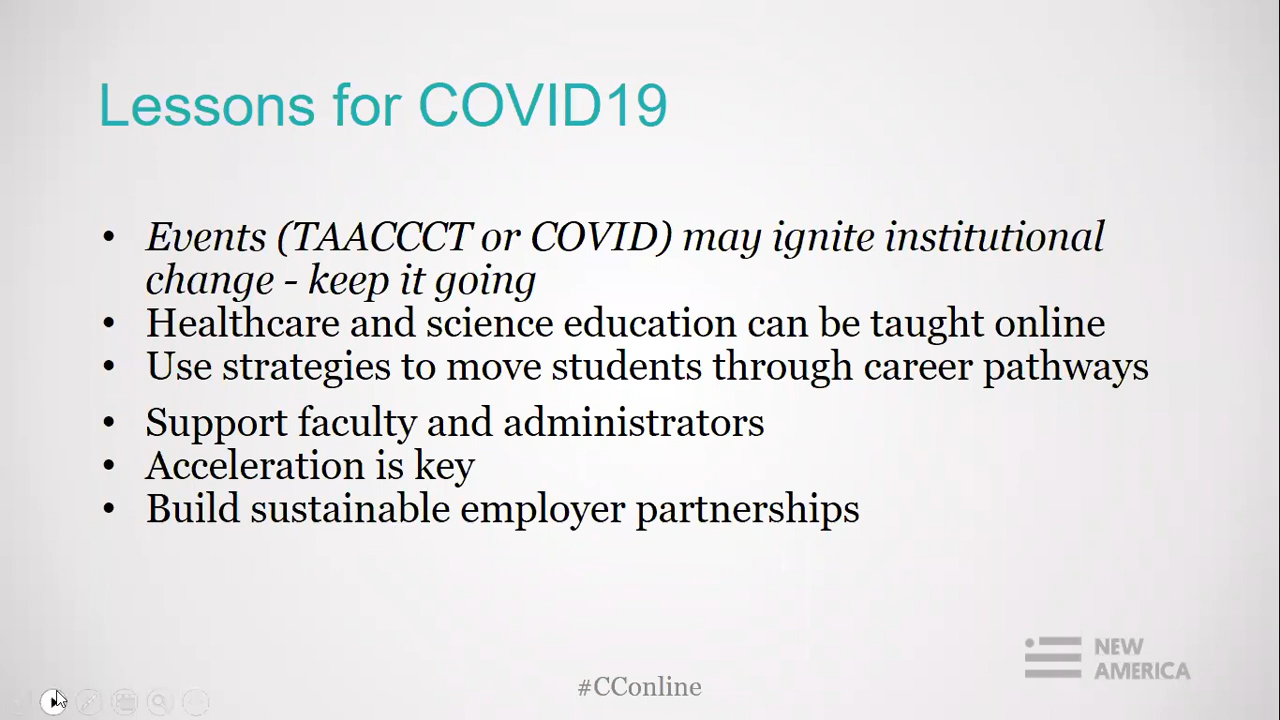 Lessons for COVID19
• Events (TAACCCT or COVID) may ignite institutional
change - keep it going
• Healthcare and science education can be taught online
• Use strategies to move students through career pathways
• Support faculty and administrators
• Acceleration is key
• Build sustainable employer partnerships
#CConline
NEW
AMERICA